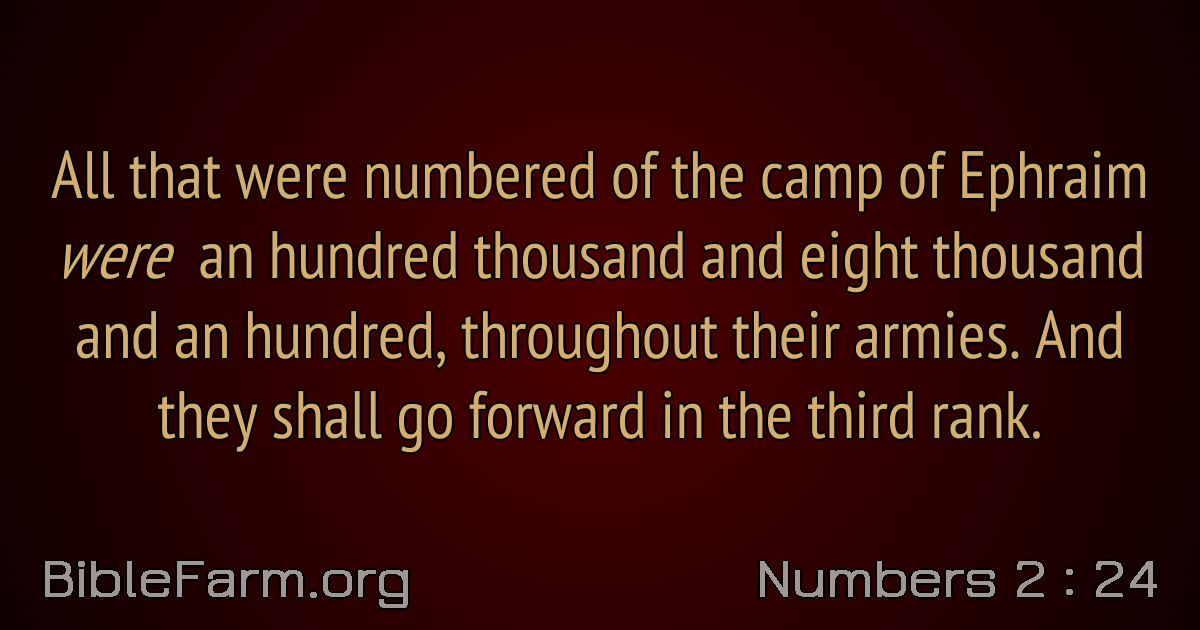 All that were numbered of the camp of Ephraim
were an hundred thousand and eight thousand
and an hundred, throughout their armies. And
they shall go forward in the third rank.
BibleFarm.org
Numbers 2 : 24